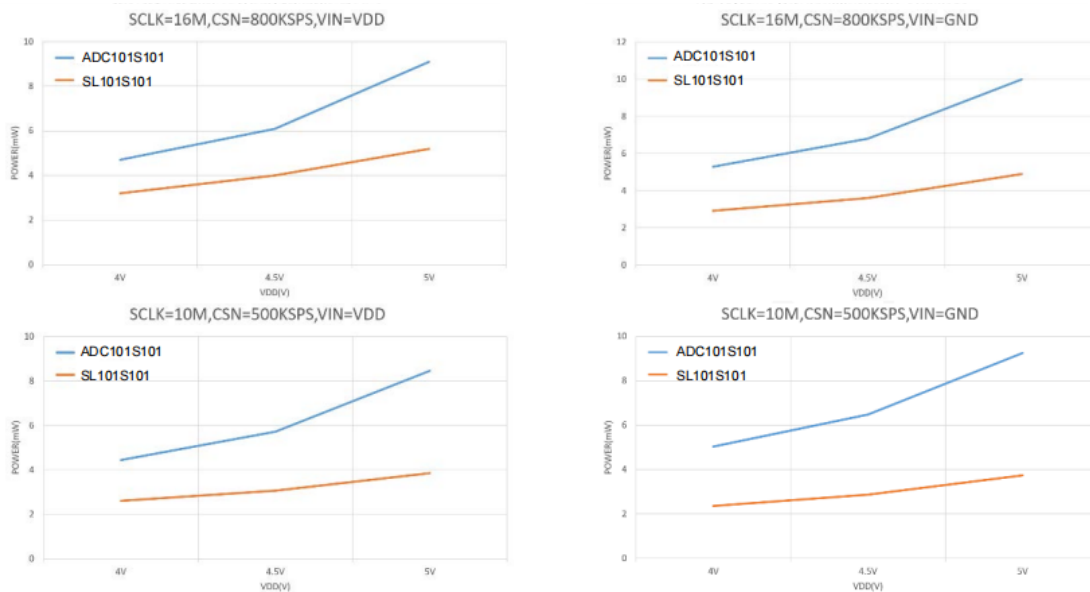 SCLK=16M,CSN=800KSPS,VIN=VDD
10
8
6
4
2
0
POWER(mW)
ADC101S101
SL101S101
4V
4.5V
5V
VDD(V)
SCLK=16M,CSN=800KSPS,VIN=GND
12
10
8
6
4
2
0
POWER(mW)
ADC101S101
SL101S101
4V
4.5V
5V
VDD(V)
SCLK=10M,CSN=500KSPS,VIN=VDD
10
8
6
4
2
0
POWER(mW)
ADC101S101
SL101S101
4V
4.5V
5V
VDD(V)
SCLK=10M,CSN=500KSPS,VIN=GND
10
8
6
4
2
0
POWER(mW)
ADC101S101
SL101S101
4V
4.5V
5V
VDD(V)